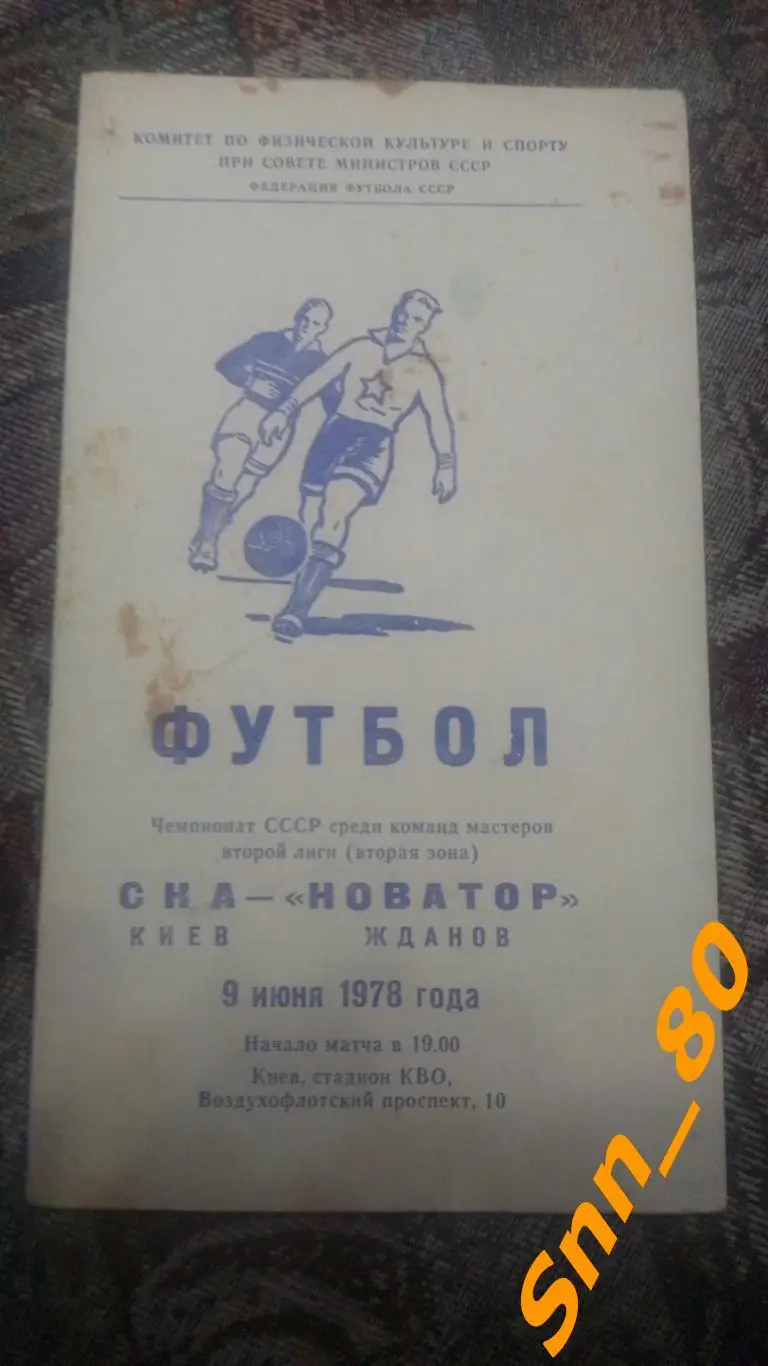 КОМИТЕТ ПО ФИЗИЧЕСКОЙ КУЛЬТУРЕ И СПОРТУ
ПРИ СОВЕТЕ МИНИСТРОВ СССР
ФЕДЕРАЦИЯ ФУТБОЛА СССР
ФУТБОЛ
Чемпионат СССР среди команд мастеров
второй лиги (вторая зона)
СКА — «НОВАТОР»
КИЕВ ЖДАНОВ
9 июня 1978 года
Начало матча в 19.00
Киев, стадион КВО,
Воздухофлотский проспект, 10
Snn_80